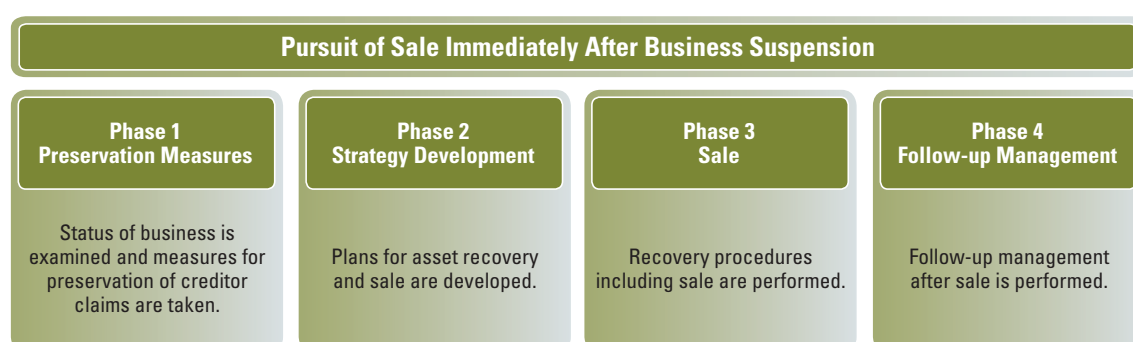 Pursuit of Sale Immediately After Business Suspension
Phase 1
Preservation Measures
Status of business is
examined and measures for
preservation of creditor
claims are taken.
Phase 2
Strategy Development
Plans for asset recovery
and sale are developed.
Phase 3
Sale
Recovery procedures
including sale are performed.
Phase 4
Follow-up Management
Follow-up management
after sale is performed.